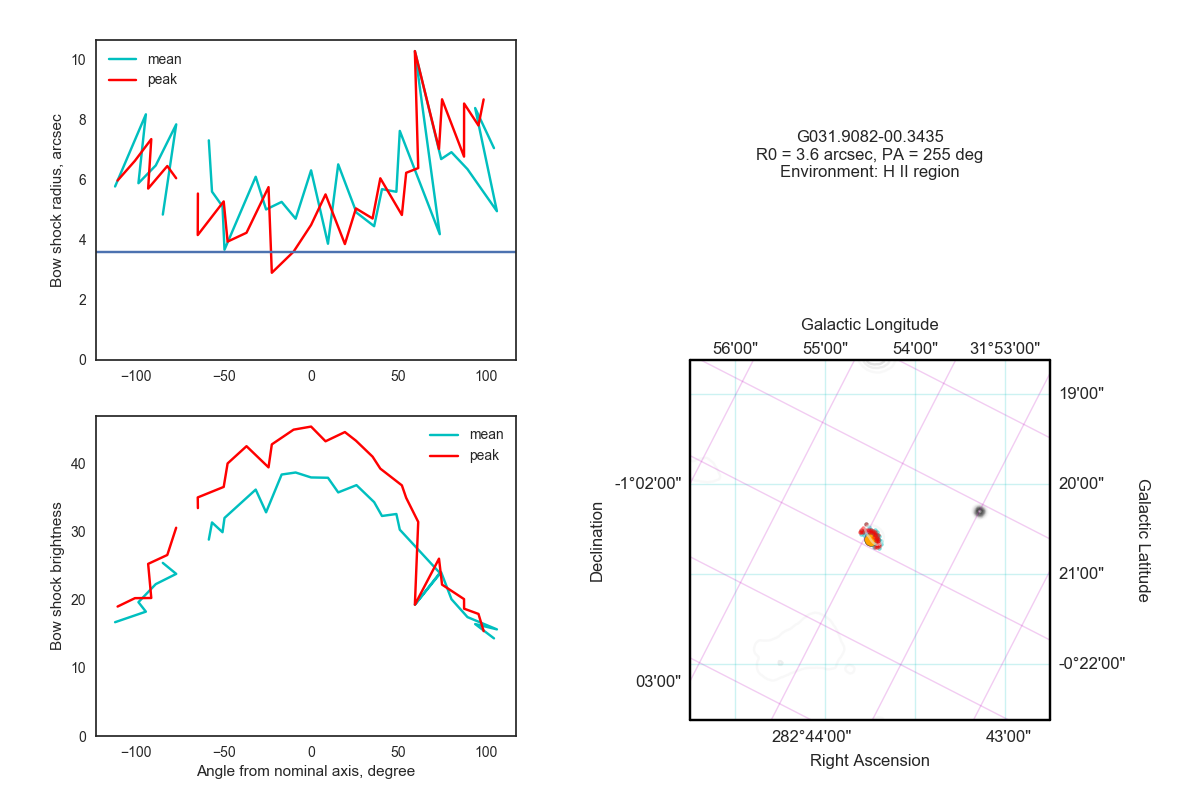 mean
peak
10
8
6
4
2
0
Bow shock radius, arcsec
−100
−50
0
50
100
G031.9082-00.3435
R0 = 3.6 arcsec, PA = 255 deg
Environment: H II region
mean
peak
40
30
20
10
0
Bow shock brightness
−100
−50
0
50
100
Angle from nominal axis, degree
Galactic Longitude
56'00"
55'00"
54'00"
31°53'00"
19'00"
20'00"
21'00"
-0°22'00"
Galactic Latitude
-1°02'00"
03'00"
Declination
282°44'00"
43'00"
Right Ascension